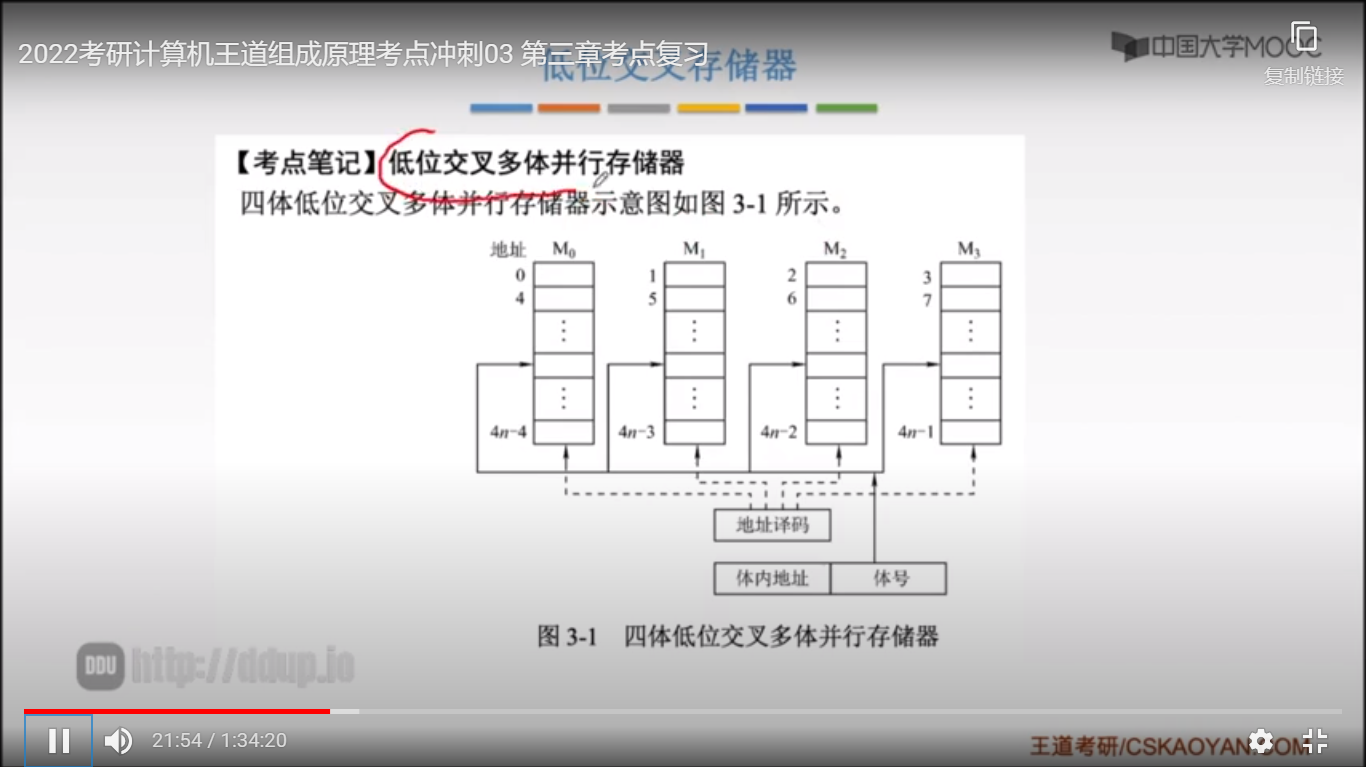 2022考研计算机王道组成原理考点冲刺03 第三章考点复习
低位交叉存储器
中国大学MOOC
复制链接
【考点笔记】低位交叉多体并行存储器
四体低位交叉多体并行存储器示意图如图 3-1 所示。
地址 M0 M1 M2 M3
0 1 2 3
4 5 6 7
⋮ ⋮ ⋮ ⋮
⋮ ⋮ ⋮ ⋮
4n-4 4n-3 4n-2 4n-1
地址译码
体内地址 体号
图 3-1 四体低位交叉多体并行存储器
DDU http://ddup.io
21:54 / 1:34:20
王道考研/CSKAOYAN.COM